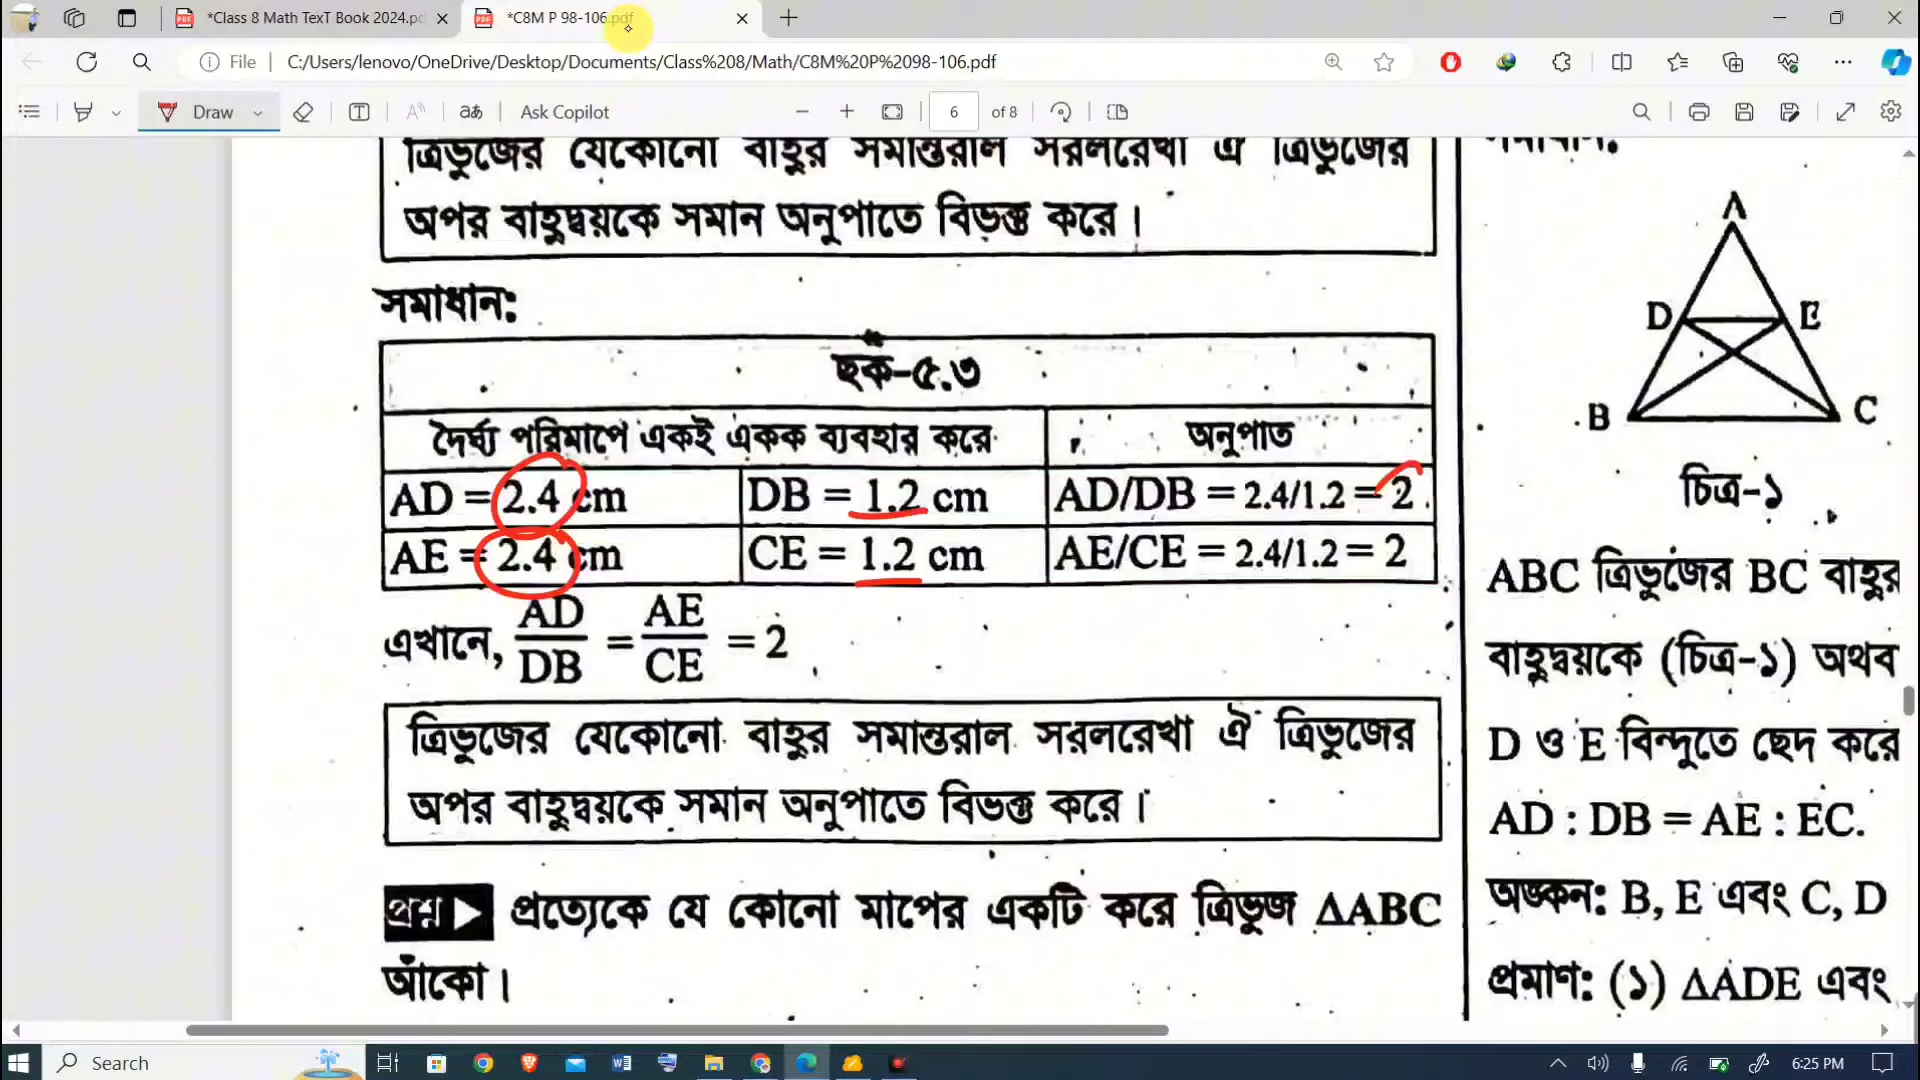 *Class 8 Math TexT Book 2024.pd
*C8M P 98-106.pdf
File
C:/Users/lenovo/OneDrive/Desktop/Documents/Class%208/Math/C8M%20P%2098-106.pdf
Draw
Ask Copilot
6 of 8
ত্রিভুজের যেকোনো বাহুর সমান্তরাল সরলরেখা ঐ ত্রিভুজের
অপর বাহুদ্বয়কে সমান অনুপাতে বিভক্ত করে।
সমাধান:
ছক-৫.৩
দৈর্ঘ্য পরিমাপে একই একক ব্যবহার করে
অনুপাত
AD = 2.4 cm
DB = 1.2 cm
AD/DB = 2.4/1.2 = 2
AE = 2.4 cm
CE = 1.2 cm
AE/CE = 2.4/1.2 = 2
এখানে, AD/DB = AE/CE = 2
ত্রিভুজের যেকোনো বাহুর সমান্তরাল সরলরেখা ঐ ত্রিভুজের
অপর বাহুদ্বয়কে সমান অনুপাতে বিভক্ত করে।
প্রশ্ন▶ প্রত্যেকে যে কোনো মাপের একটি করে ত্রিভুজ ΔABC
আঁকো।
সমাধান:
A
D E
B C
চিত্র-১
ABC ত্রিভুজের BC বাহুর
বাহুদ্বয়কে (চিত্র-১) অথব
D ও E বিন্দুতে ছেদ করে
AD : DB = AE : EC.
অঙ্কন: B, E এবং C, D
প্রমাণ: (১) ΔADE এবং
Search
6:25 PM